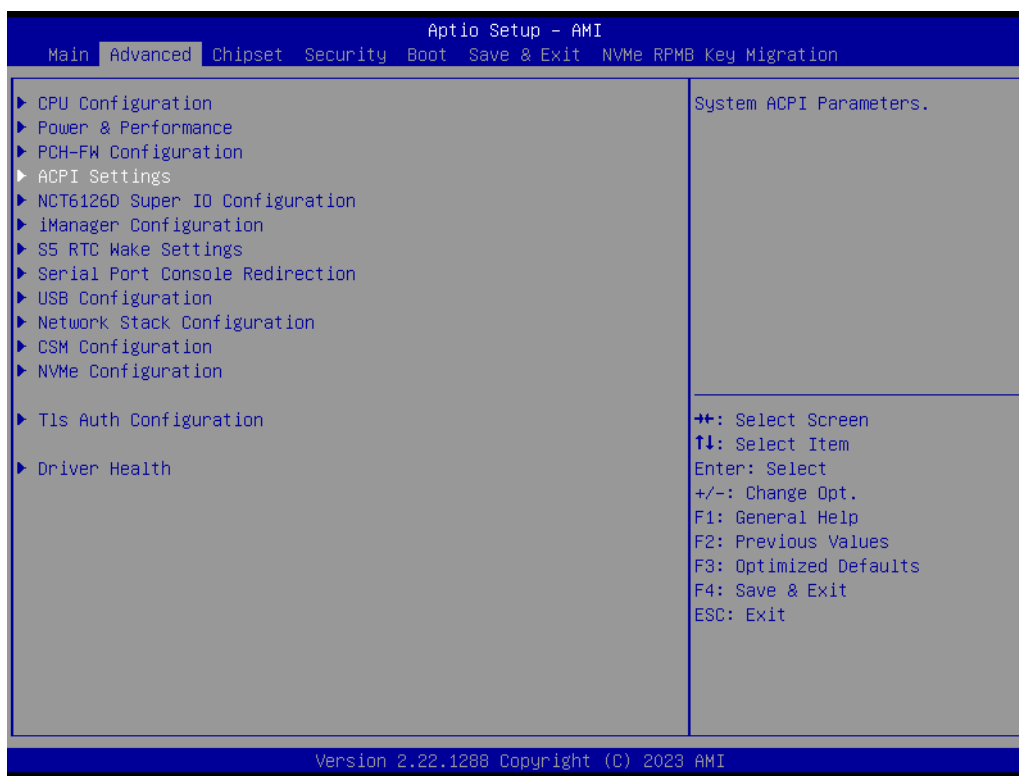 Aptio Setup – AMI
Main Advanced Chipset Security Boot Save & Exit NVMe RPMB Key Migration
▶ CPU Configuration
▶ Power & Performance
▶ PCH-FW Configuration
▶ ACPI Settings
▶ NCT6126D Super IO Configuration
▶ iManager Configuration
▶ S5 RTC Wake Settings
▶ Serial Port Console Redirection
▶ USB Configuration
▶ Network Stack Configuration
▶ CSM Configuration
▶ NVMe Configuration
▶ Tls Auth Configuration
▶ Driver Health
System ACPI Parameters.
→←: Select Screen
↑↓: Select Item
Enter: Select
+/-: Change Opt.
F1: General Help
F2: Previous Values
F3: Optimized Defaults
F4: Save & Exit
ESC: Exit
Version 2.22.1288 Copyright (C) 2023 AMI